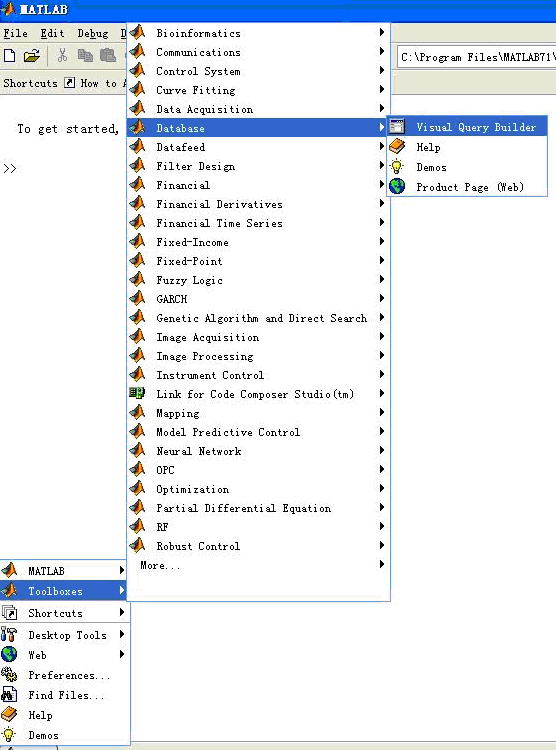 MATLAB
File Edit Debug D
C:\Program Files\MATLAB71\
Shortcuts How to A
To get started,
>>
Bioinformatics
Communications
Control System
Curve Fitting
Data Acquisition
Database
Datafeed
Filter Design
Financial
Financial Derivatives
Financial Time Series
Fixed-Income
Fixed-Point
Fuzzy Logic
GARCH
Genetic Algorithm and Direct Search
Image Acquisition
Image Processing
Instrument Control
Link for Code Composer Studio(tm)
Mapping
Model Predictive Control
Neural Network
OPC
Optimization
Partial Differential Equation
RF
Robust Control
More...
Visual Query Builder
Help
Demos
Product Page (Web)
MATLAB
Toolboxes
Shortcuts
Desktop Tools
Web
Preferences...
Find Files...
Help
Demos